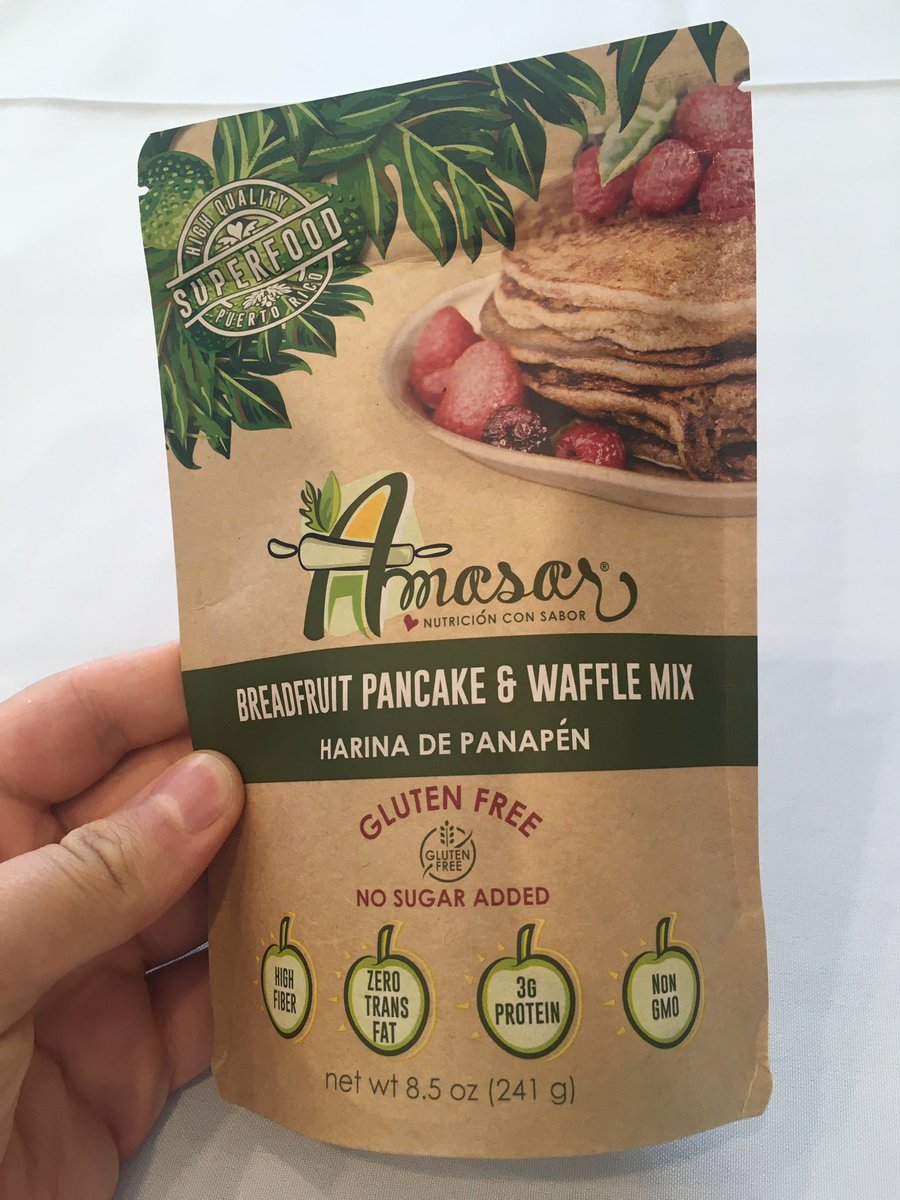 HIGH QUALITY
SUPERFOOD
PUERTO RICO
Amasar®
NUTRICIÓN CON SABOR
BREADFRUIT PANCAKE & WAFFLE MIX
HARINA DE PANAPÉN
GLUTEN FREE
GLUTEN
FREE
NO SUGAR ADDED
HIGH
FIBER
ZERO
TRANS
FAT
3G
PROTEIN
NON
GMO
net wt 8.5 oz (241 g)